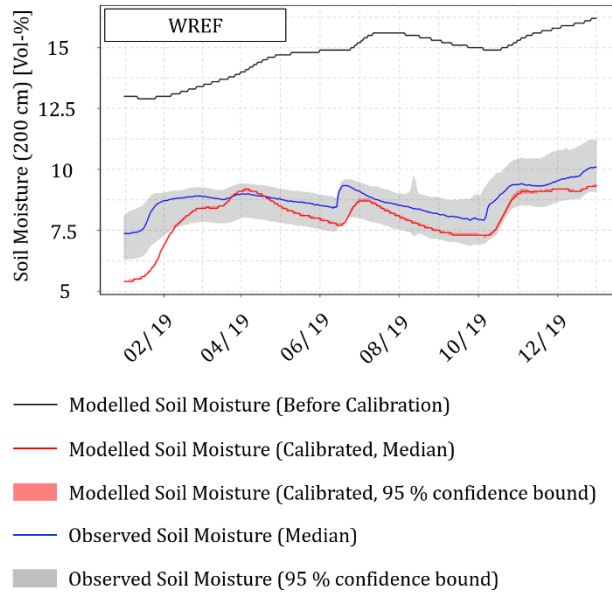 WREF
Soil Moisture (200 cm) [Vol-%]
15
12.5
10
7.5
5
02/ 19
04/ 19
06/ 19
08/ 19
10/ 19
12/ 19
Modelled Soil Moisture (Before Calibration)
Modelled Soil Moisture (Calibrated, Median)
Modelled Soil Moisture (Calibrated, 95 % confidence bound)
Observed Soil Moisture (Median)
Observed Soil Moisture (95 % confidence bound)